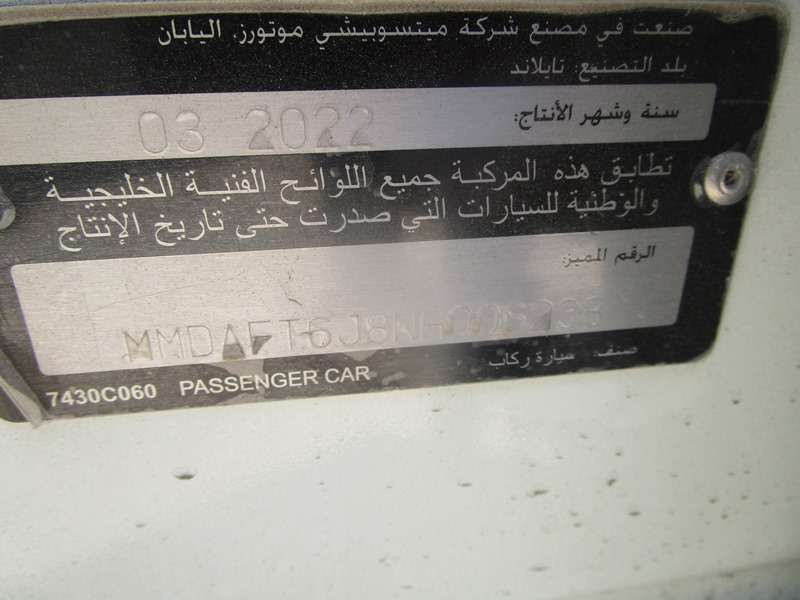 صنعت في مصنع شركة ميتسوبيشي موتورز. اليابان
بلد التصنيع: تايلاند
سنة وشهر الأنتاج:
03 2022
تطابق هذه المركبة جميع اللوائح الفنية الخليجية
والوطنية للسيارات التي صدرت حتى تاريخ الإنتاج
الرقم المميز:
صنف: سيارة ركاب
7430C060 PASSENGER CAR